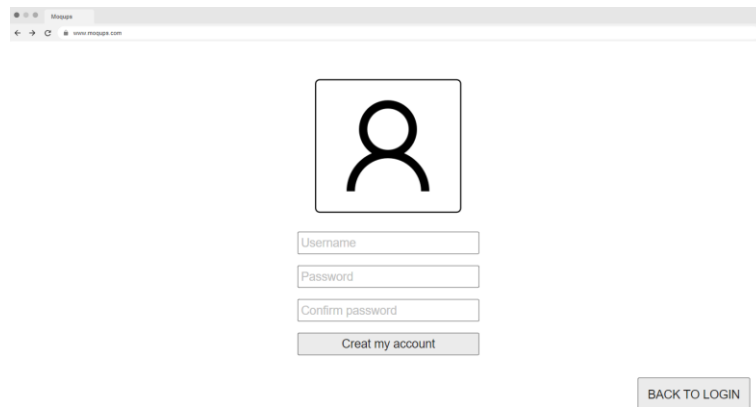 Moqups
www.moqups.com
Username
Password
Confirm password
Creat my account
BACK TO LOGIN